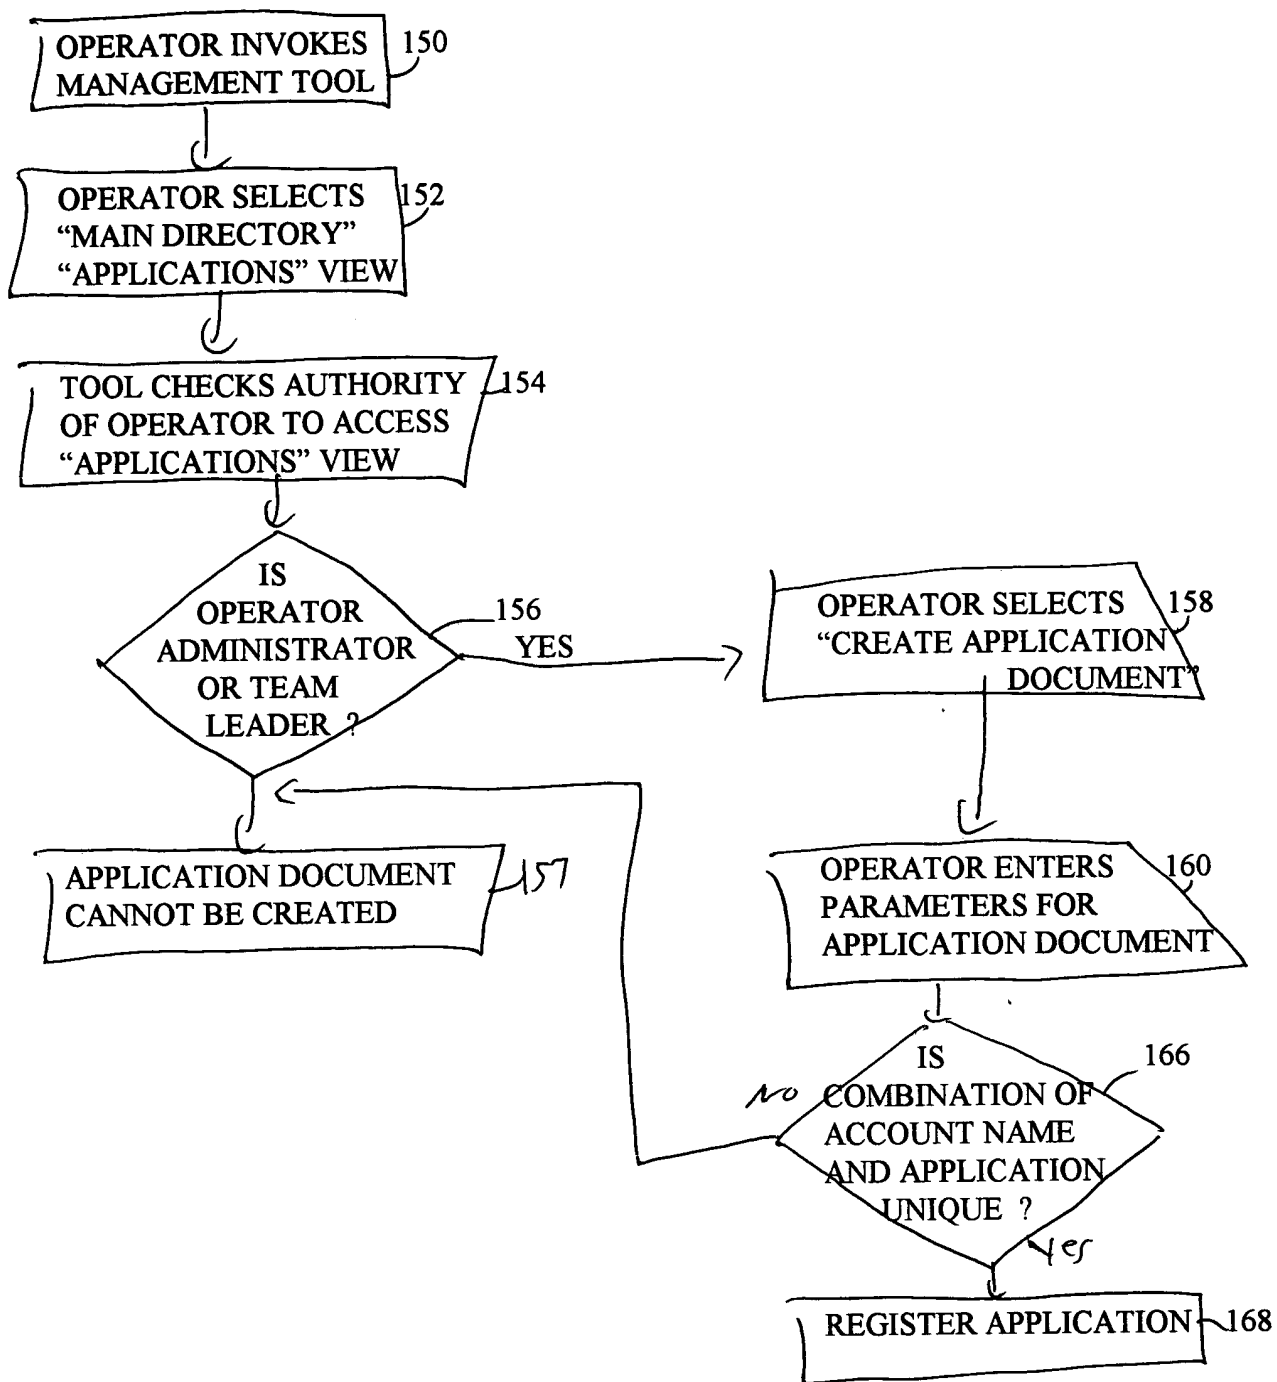 OPERATOR INVOKES
MANAGEMENT TOOL
150
OPERATOR SELECTS
“MAIN DIRECTORY”
“APPLICATIONS” VIEW
152
TOOL CHECKS AUTHORITY
OF OPERATOR TO ACCESS
“APPLICATIONS” VIEW
154
IS
OPERATOR
ADMINISTRATOR
OR TEAM
LEADER ?
156
YES
APPLICATION DOCUMENT
CANNOT BE CREATED
157
OPERATOR SELECTS
“CREATE APPLICATION
DOCUMENT”
158
OPERATOR ENTERS
PARAMETERS FOR
APPLICATION DOCUMENT
160
IS
COMBINATION OF
ACCOUNT NAME
AND APPLICATION
UNIQUE ?
166
No
Yes
REGISTER APPLICATION
168